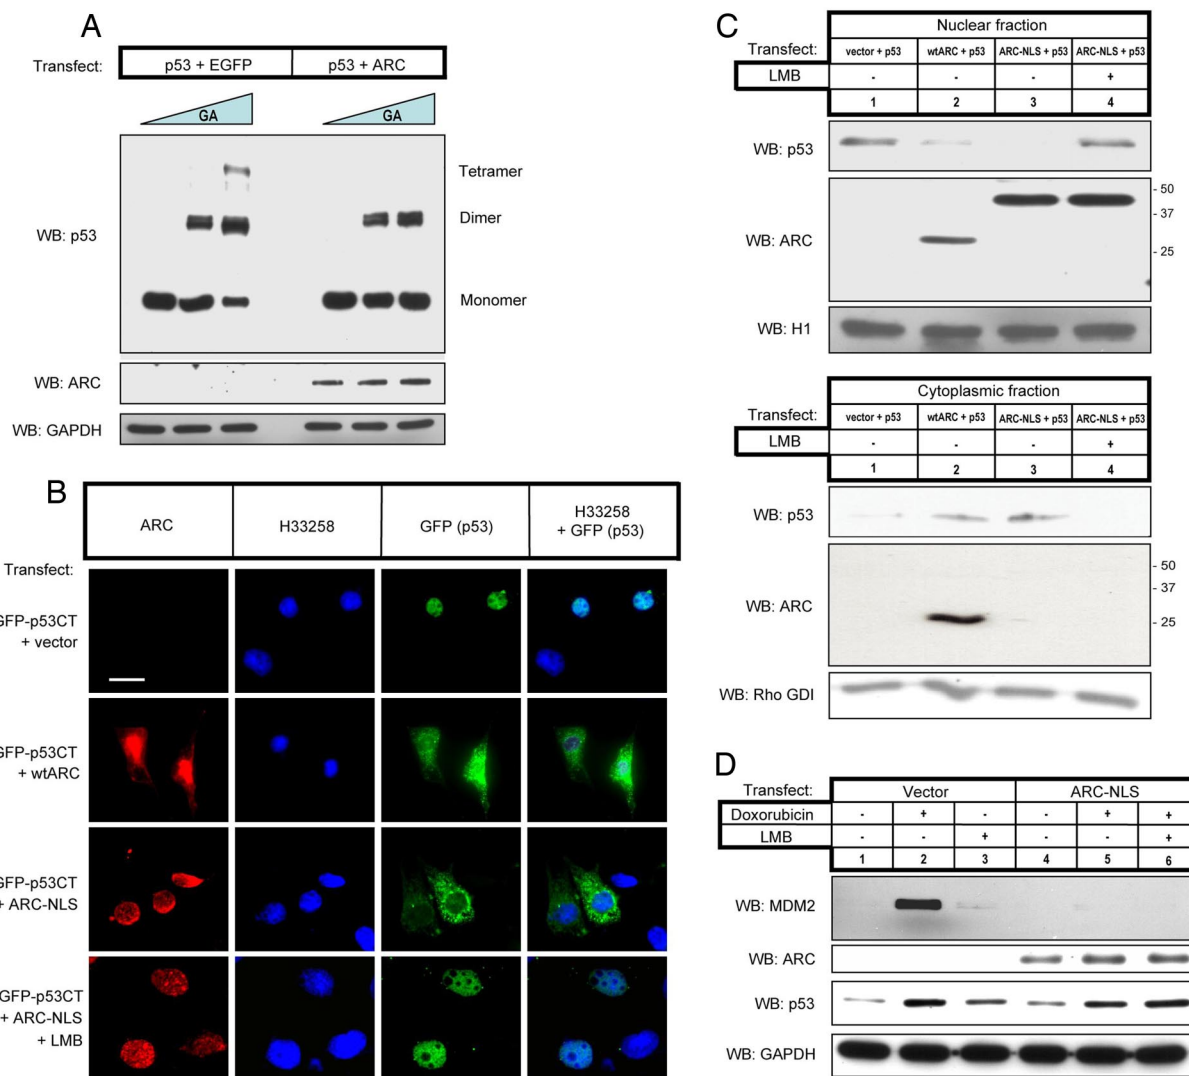 A
Transfect: p53 + EGFP p53 + ARC
GA GA
Tetramer
Dimer
WB: p53
Monomer
WB: ARC
WB: GAPDH
B
ARC H33258 GFP (p53) H33258 + GFP (p53)
Transfect:
GFP-p53CT
+ vector
GFP-p53CT
+ wtARC
GFP-p53CT
+ ARC-NLS
GFP-p53CT
+ ARC-NLS
+ LMB
C
Nuclear fraction
Transfect: vector + p53 wtARC + p53 ARC-NLS + p53 ARC-NLS + p53
LMB - - - +
1 2 3 4
WB: p53
- 50
- 37
WB: ARC
- 25
WB: H1
Cytoplasmic fraction
Transfect: vector + p53 wtARC + p53 ARC-NLS + p53 ARC-NLS + p53
LMB - - - +
1 2 3 4
WB: p53
- 50
- 37
WB: ARC
- 25
WB: Rho GDI
D
Transfect: Vector ARC-NLS
Doxorubicin - + - - + +
LMB - - + - - +
1 2 3 4 5 6
WB: MDM2
WB: ARC
WB: p53
WB: GAPDH